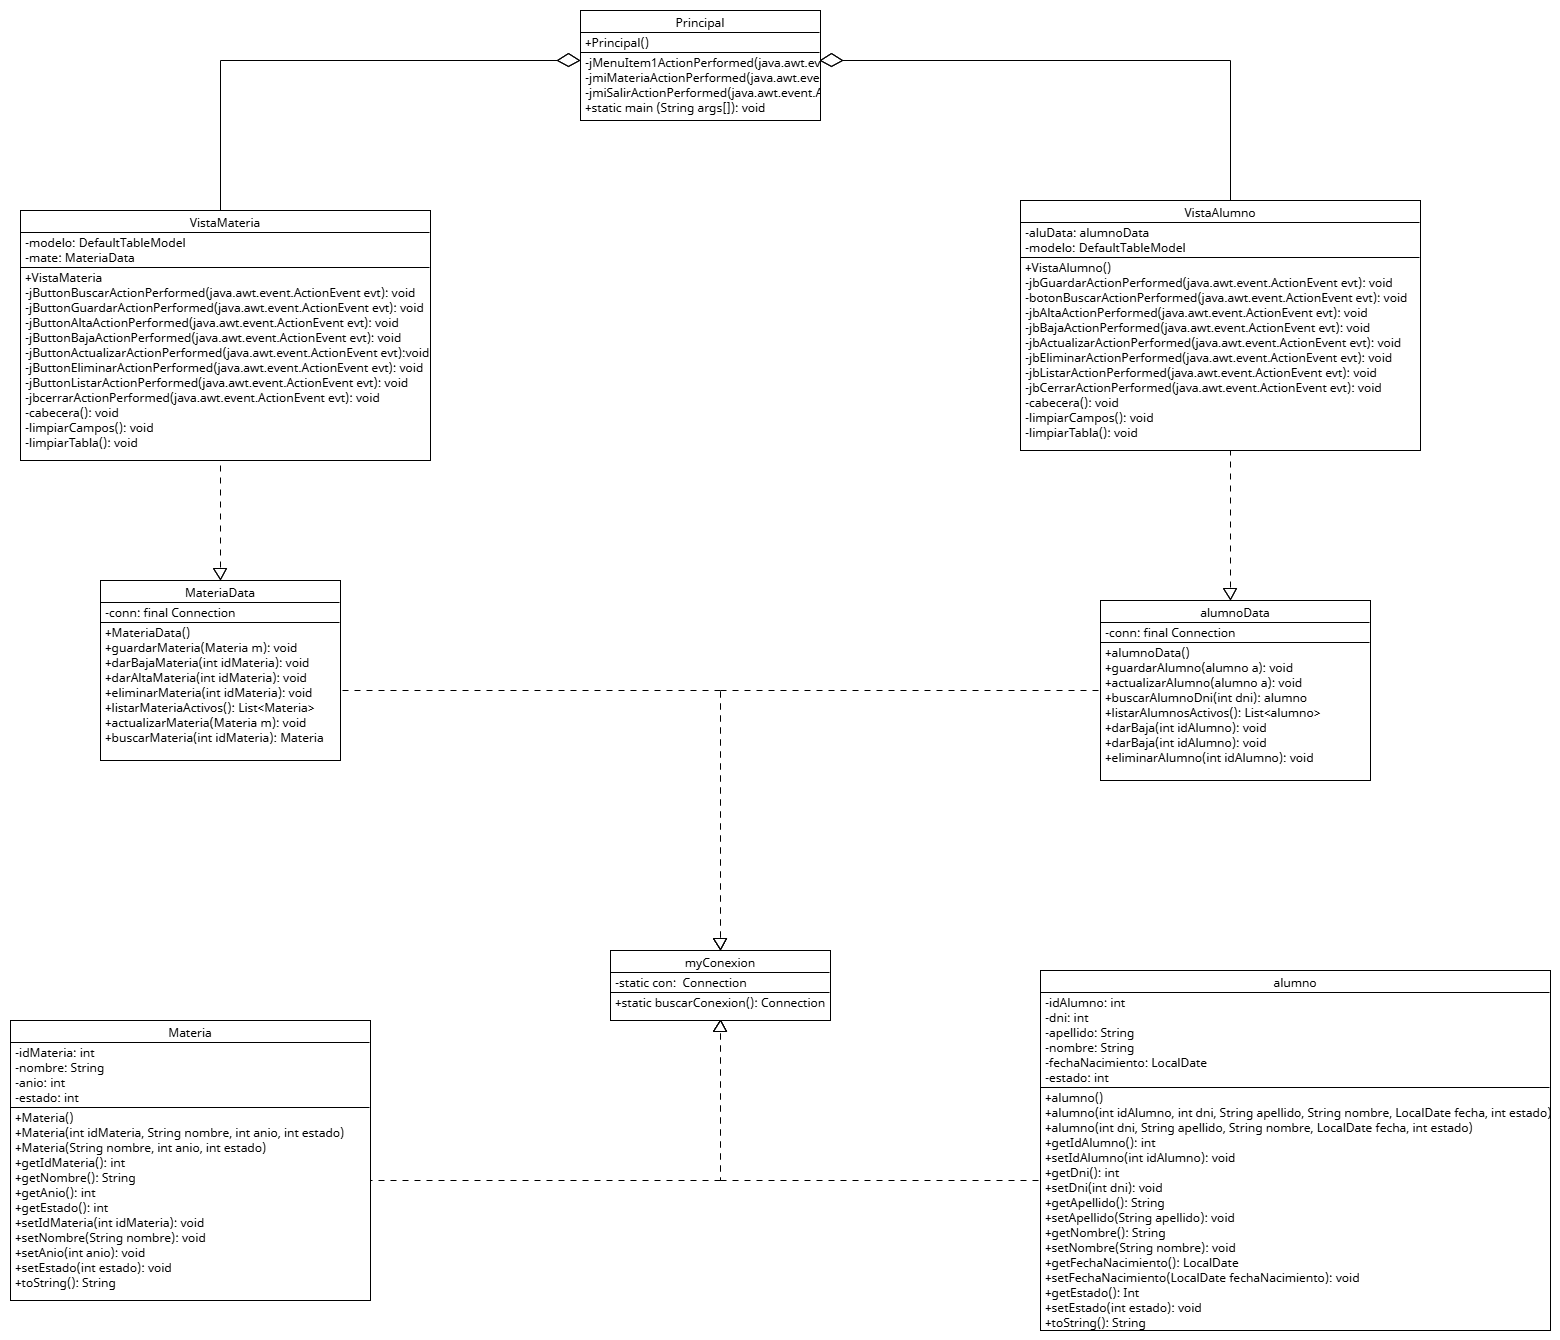 Principal
+Principal()
-jMenuItem1ActionPerformed(java.awt.ev
-jmiMateriaActionPerformed(java.awt.eve
-jmiSalirActionPerformed(java.awt.event.A
+static main (String args[]): void
VistaMateria
-modelo: DefaultTableModel
-mate: MateriaData
+VistaMateria
-jButtonBuscarActionPerformed(java.awt.event.ActionEvent evt): void
-jButtonGuardarActionPerformed(java.awt.event.ActionEvent evt): void
-jButtonAltaActionPerformed(java.awt.event.ActionEvent evt): void
-jButtonBajaActionPerformed(java.awt.event.ActionEvent evt): void
-jButtonActualizarActionPerformed(java.awt.event.ActionEvent evt):void
-jButtonEliminarActionPerformed(java.awt.event.ActionEvent evt): void
-jButtonListarActionPerformed(java.awt.event.ActionEvent evt): void
-jbcerrarActionPerformed(java.awt.event.ActionEvent evt): void
-cabecera(): void
-limpiarCampos(): void
-limpiarTabla(): void
VistaAlumno
-aluData: alumnoData
-modelo: DefaultTableModel
+VistaAlumno()
-jbGuardarActionPerformed(java.awt.event.ActionEvent evt): void
-botonBuscarActionPerformed(java.awt.event.ActionEvent evt): void
-jbAltaActionPerformed(java.awt.event.ActionEvent evt): void
-jbBajaActionPerformed(java.awt.event.ActionEvent evt): void
-jbActualizarActionPerformed(java.awt.event.ActionEvent evt): void
-jbEliminarActionPerformed(java.awt.event.ActionEvent evt): void
-jbListarActionPerformed(java.awt.event.ActionEvent evt): void
-jbCerrarActionPerformed(java.awt.event.ActionEvent evt): void
-cabecera(): void
-limpiarCampos(): void
-limpiarTabla(): void
MateriaData
-conn: final Connection
+MateriaData()
+guardarMateria(Materia m): void
+darBajaMateria(int idMateria): void
+darAltaMateria(int idMateria): void
+eliminarMateria(int idMateria): void
+listarMateriaActivos(): List<Materia>
+actualizarMateria(Materia m): void
+buscarMateria(int idMateria): Materia
alumnoData
-conn: final Connection
+alumnoData()
+guardarAlumno(alumno a): void
+actualizarAlumno(alumno a): void
+buscarAlumnoDni(int dni): alumno
+listarAlumnosActivos(): List<alumno>
+darBaja(int idAlumno): void
+darBaja(int idAlumno): void
+eliminarAlumno(int idAlumno): void
myConexion
-static con:  Connection
+static buscarConexion(): Connection
Materia
-idMateria: int
-nombre: String
-anio: int
-estado: int
+Materia()
+Materia(int idMateria, String nombre, int anio, int estado)
+Materia(String nombre, int anio, int estado)
+getIdMateria(): int
+getNombre(): String
+getAnio(): int
+getEstado(): int
+setIdMateria(int idMateria): void
+setNombre(String nombre): void
+setAnio(int anio): void
+setEstado(int estado): void
+toString(): String
alumno
-idAlumno: int
-dni: int
-apellido: String
-nombre: String
-fechaNacimiento: LocalDate
-estado: int
+alumno()
+alumno(int idAlumno, int dni, String apellido, String nombre, LocalDate fecha, int estado)
+alumno(int dni, String apellido, String nombre, LocalDate fecha, int estado)
+getIdAlumno(): int
+setIdAlumno(int idAlumno): void
+getDni(): int
+setDni(int dni): void
+getApellido(): String
+setApellido(String apellido): void
+getNombre(): String
+setNombre(String nombre): void
+getFechaNacimiento(): LocalDate
+setFechaNacimiento(LocalDate fechaNacimiento): void
+getEstado(): Int
+setEstado(int estado): void
+toString(): String